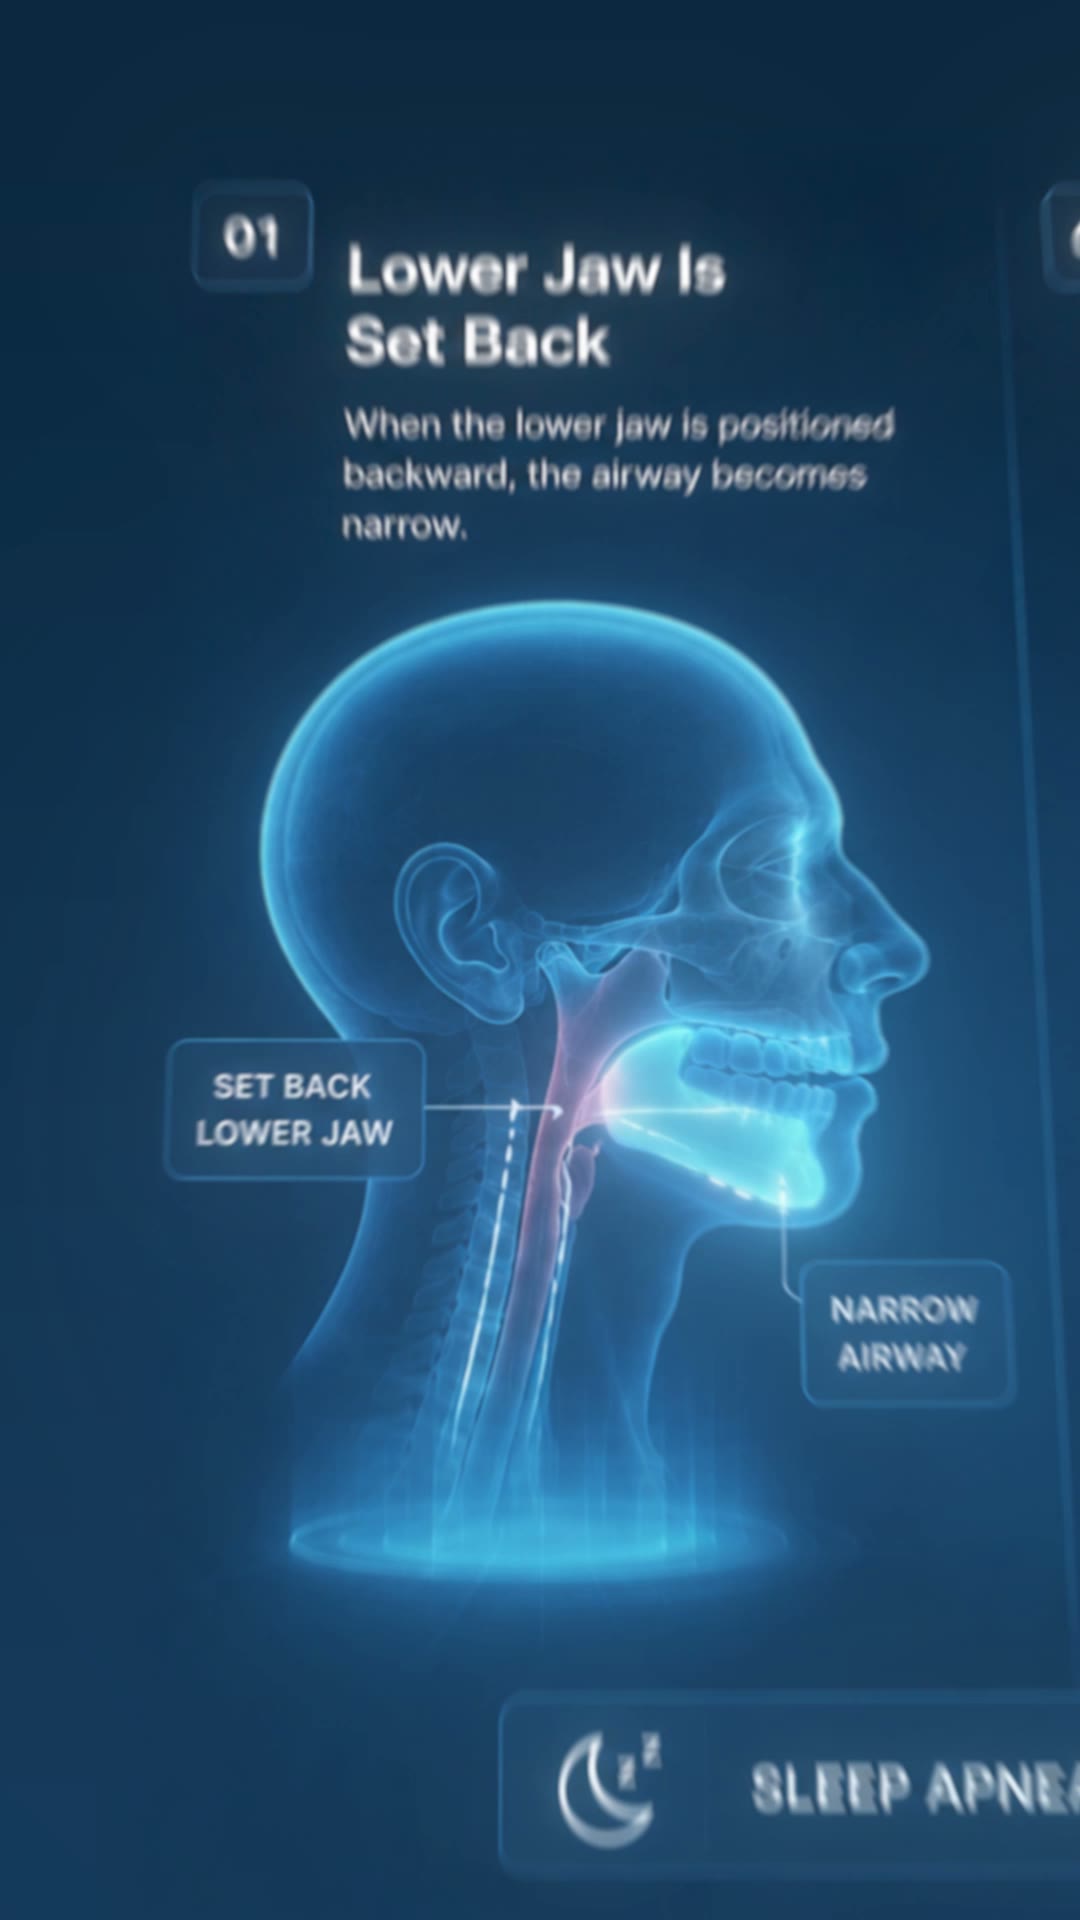 01
Lower Jaw Is
Set Back
When the lower jaw is positioned
backward, the airway becomes
narrow.
SET BACK
LOWER JAW
NARROW
AIRWAY
SLEEP APNEA